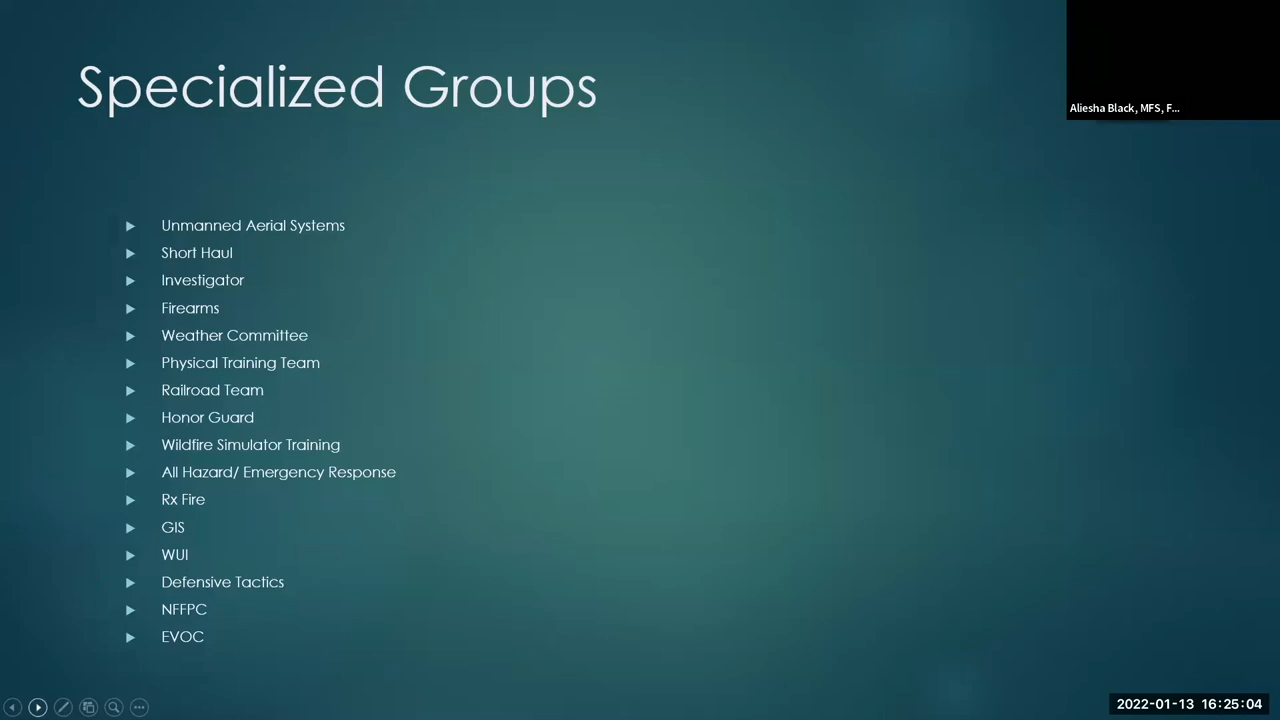 Specialized Groups
Aliesha Black, MFS, F...
Unmanned Aerial Systems
Short Haul
Investigator
Firearms
Weather Committee
Physical Training Team
Railroad Team
Honor Guard
Wildfire Simulator Training
All Hazard/ Emergency Response
Rx Fire
GIS
WUI
Defensive Tactics
NFFPC
EVOC
2022-01-13 16:25:04